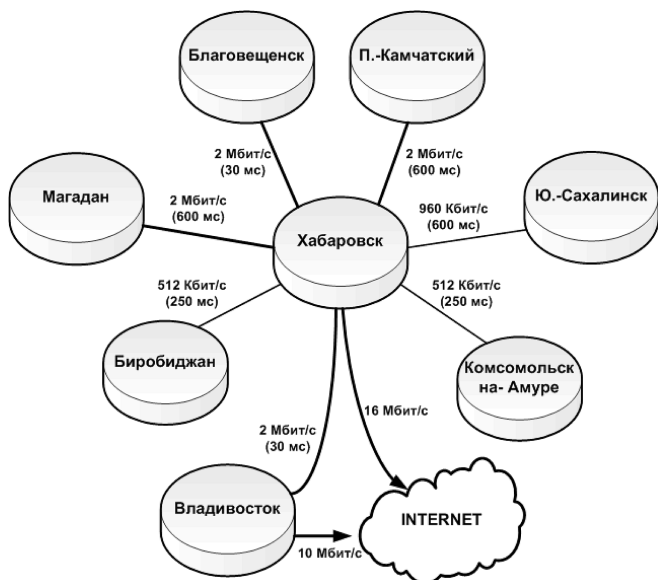 Благовещенск
П.-Камчатский
2 Мбит/с
(30 мс)
2 Мбит/с
(600 мс)
Магадан
2 Мбит/с
(600 мс)
Ю.-Сахалинск
960 Кбит/с
(600 мс)
Хабаровск
512 Кбит/с
(250 мс)
512 Кбит/с
(250 мс)
Биробиджан
Комсомольск
на- Амуре
2 Мбит/с
(30 мс)
16 Мбит/с
Владивосток
INTERNET
10 Мбит/с